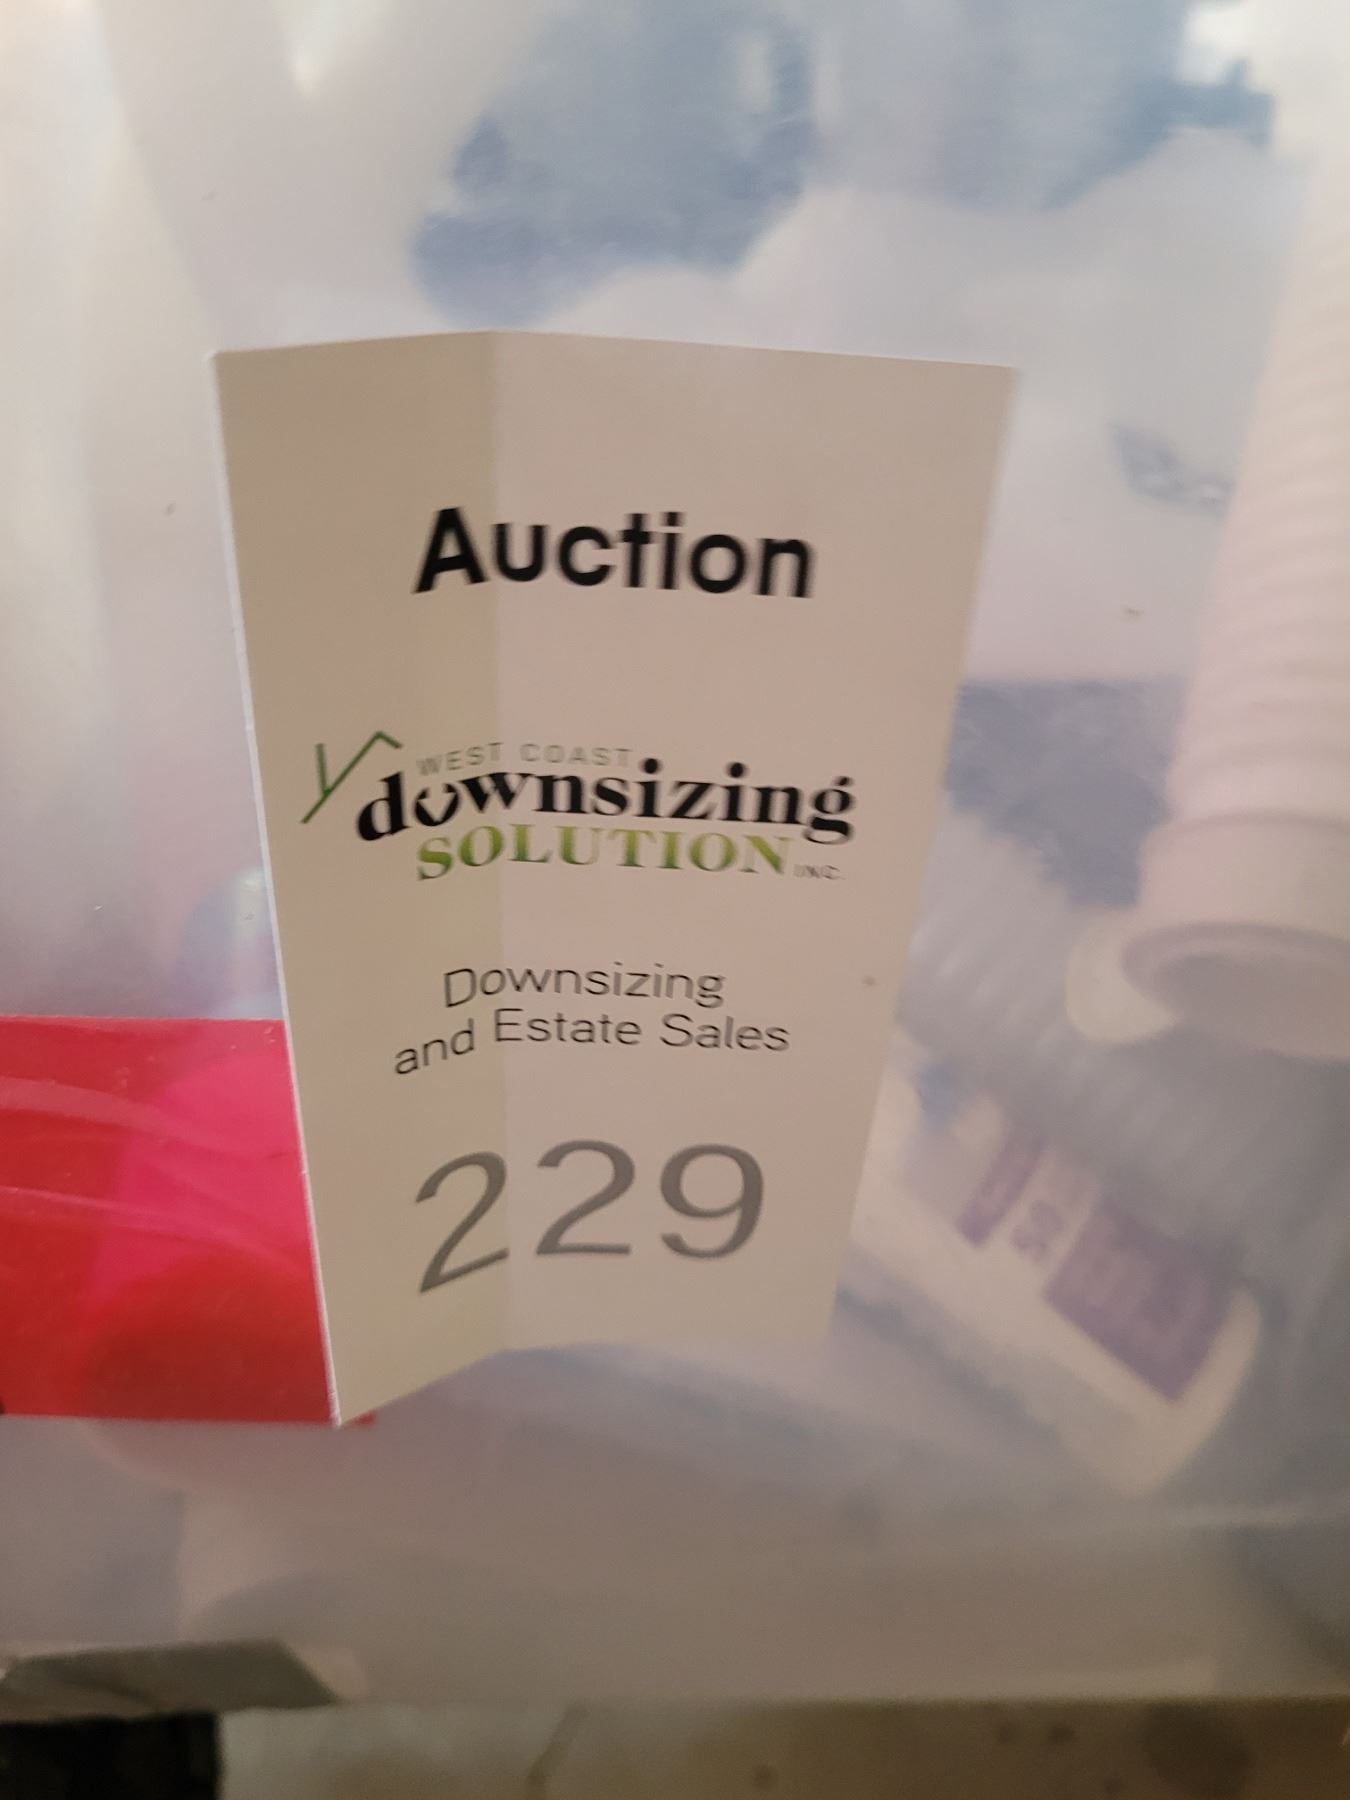 Auction
WEST COAST
downsizing
SOLUTION INC.
Downsizing
and Estate Sales
229